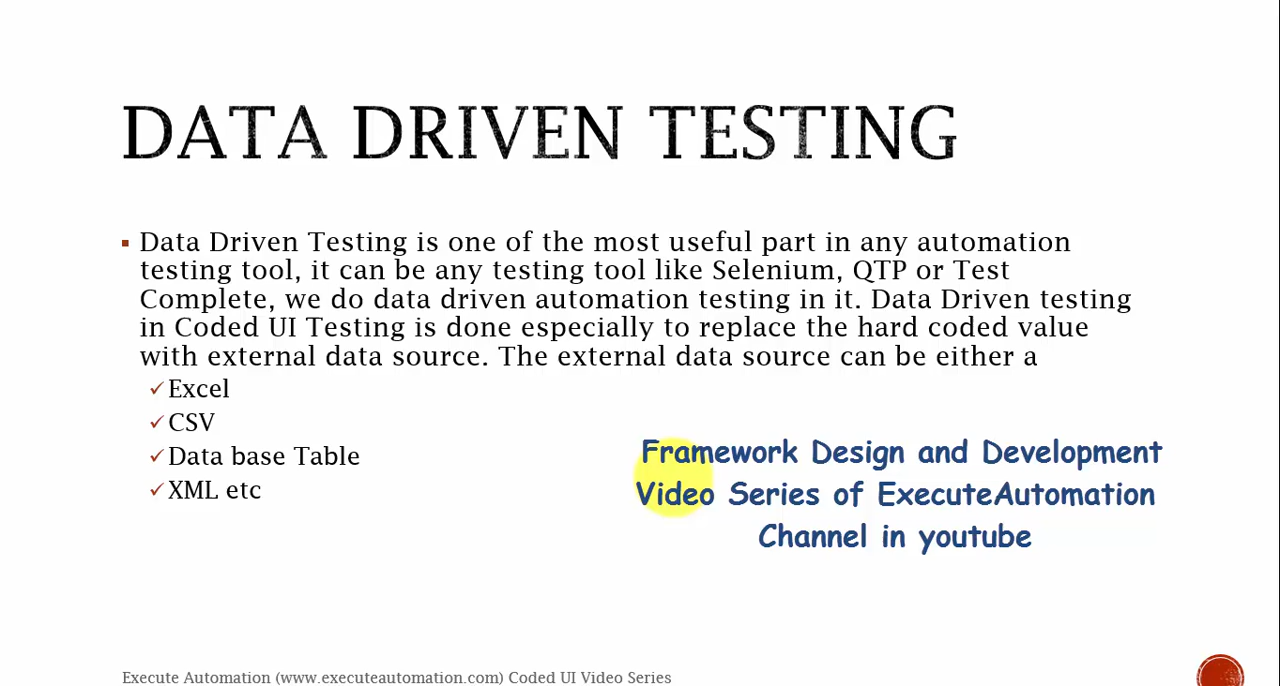 DATA DRIVEN TESTING
▪ Data Driven Testing is one of the most useful part in any automation
testing tool, it can be any testing tool like Selenium, QTP or Test
Complete, we do data driven automation testing in it. Data Driven testing
in Coded UI Testing is done especially to replace the hard coded value
with external data source. The external data source can be either a
✓Excel
✓CSV
✓Data base Table
✓XML etc
Framework Design and Development
Video Series of ExecuteAutomation
Channel in youtube
Execute Automation (www.executeautomation.com) Coded UI Video Series